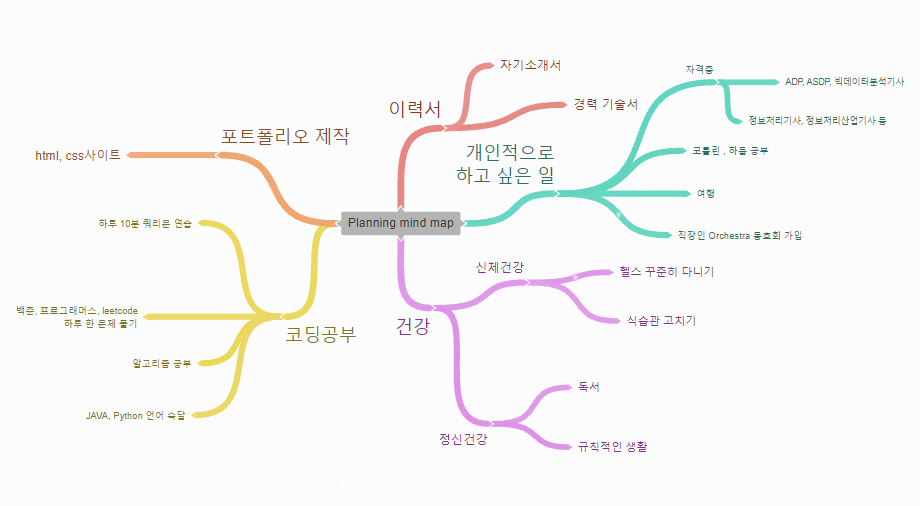 Planning mind map
이력서
자기소개서
경력 기술서
개인적으로
하고 싶은 일
자격증
ADP, ASDP, 빅데이터분석기사
정보처리기사, 정보처리산업기사 등
코틀린 , 하둡 공부
여행
직장인 Orchestra 동호회 가입
건강
신체건강
헬스 꾸준히 다니기
식습관 고치기
정신건강
독서
규칙적인 생활
포트폴리오 제작
html, css사이트
코딩공부
하루 10분 쿼리문 연습
백준, 프로그래머스, leetcode
하루 한 문제 풀기
알고리즘 공부
JAVA, Python 언어 숙달